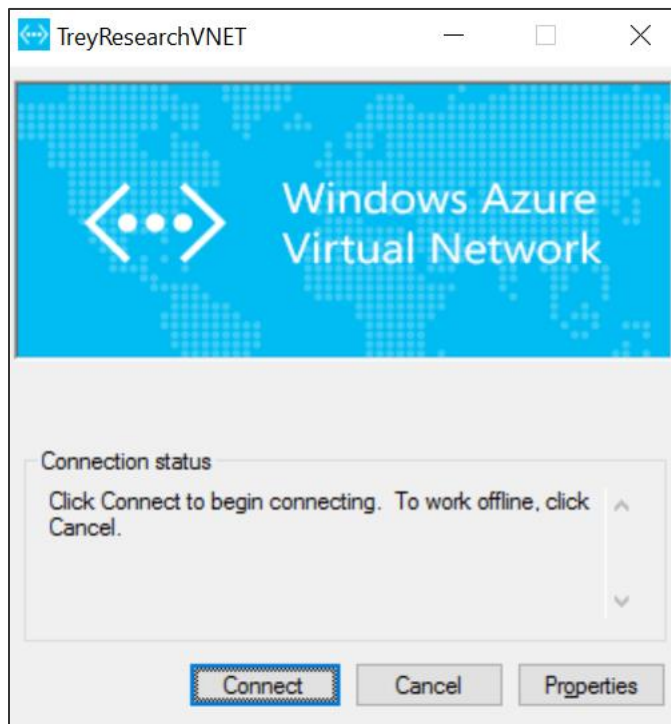 TreyResearchVNET
Windows Azure
Virtual Network
Connection status
Click Connect to begin connecting.  To work offline, click
Cancel.
Connect
Cancel
Properties